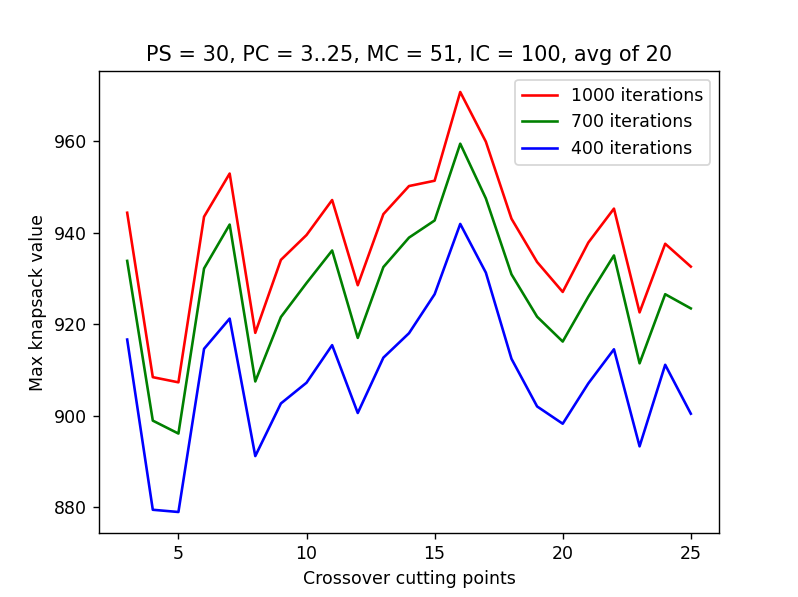 PS = 30, PC = 3..25, MC = 51, IC = 100, avg of 20
1000 iterations
700 iterations
400 iterations
Max knapsack value
960
940
920
900
880
5 10 15 20 25
Crossover cutting points